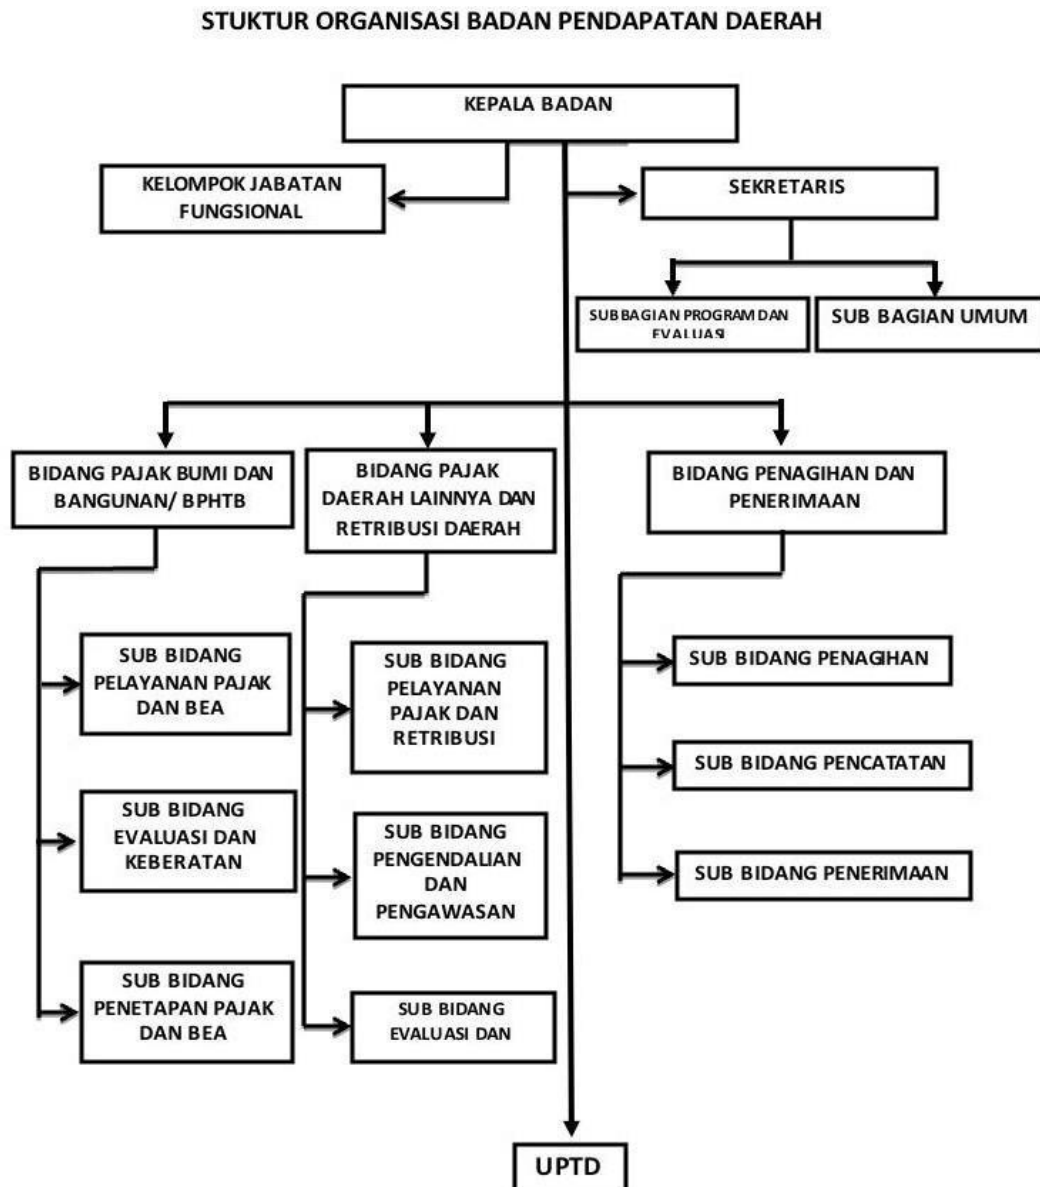 STUKTUR ORGANISASI BADAN PENDAPATAN DAERAH
KEPALA BADAN
KELOMPOK JABATAN
FUNGSIONAL
SEKRETARIS
SUB BAGIAN PROGRAM DAN
EVALUASI
SUB BAGIAN UMUM
BIDANG PAJAK BUMI DAN
BANGUNAN/ BPHTB
BIDANG PAJAK
DAERAH LAINNYA DAN
RETRIBUSI DAERAH
BIDANG PENAGIHAN DAN
PENERIMAAN
SUB BIDANG
PELAYANAN PAJAK
DAN BEA
SUB BIDANG
EVALUASI DAN
KEBERATAN
SUB BIDANG
PENETAPAN PAJAK
DAN BEA
SUB BIDANG
PELAYANAN
PAJAK DAN
RETRIBUSI
SUB BIDANG
PENGENDALIAN
DAN
PENGAWASAN
SUB BIDANG
EVALUASI DAN
SUB BIDANG PENAGIHAN
SUB BIDANG PENCATATAN
SUB BIDANG PENERIMAAN
UPTD